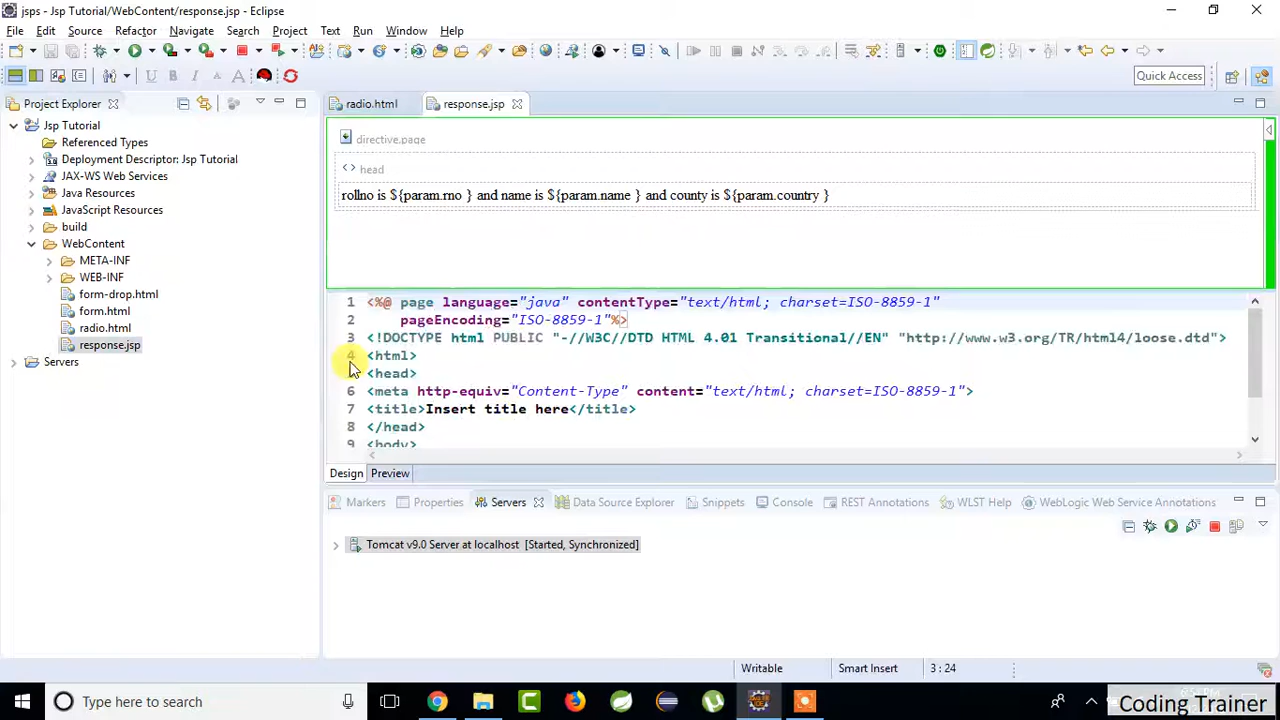 jsps - Jsp Tutorial/WebContent/response.jsp - Eclipse
File Edit Source Refactor Navigate Search Project Text Run Window Help
Quick Access
Project Explorer
radio.html
response.jsp
Jsp Tutorial
Referenced Types
Deployment Descriptor: Jsp Tutorial
JAX-WS Web Services
Java Resources
JavaScript Resources
build
WebContent
META-INF
WEB-INF
form-drop.html
form.html
radio.html
response.jsp
Servers
directive.page
head
rollno is ${param.rno } and name is ${param.name } and county is ${param.country }
1 <%@ page language="java" contentType="text/html; charset=ISO-8859-1"
2 pageEncoding="ISO-8859-1"%>
3 <!DOCTYPE html PUBLIC "-//W3C//DTD HTML 4.01 Transitional//EN" "http://www.w3.org/TR/html4/loose.dtd">
4 <html>
5 <head>
6 <meta http-equiv="Content-Type" content="text/html; charset=ISO-8859-1">
7 <title>Insert title here</title>
8 </head>
9 <body>
Design Preview
Markers Properties Servers Data Source Explorer Snippets Console REST Annotations WLST Help WebLogic Web Service Annotations
Tomcat v9.0 Server at localhost [Started, Synchronized]
Writable Smart Insert 3 : 24
Type here to search
Coding Trainer